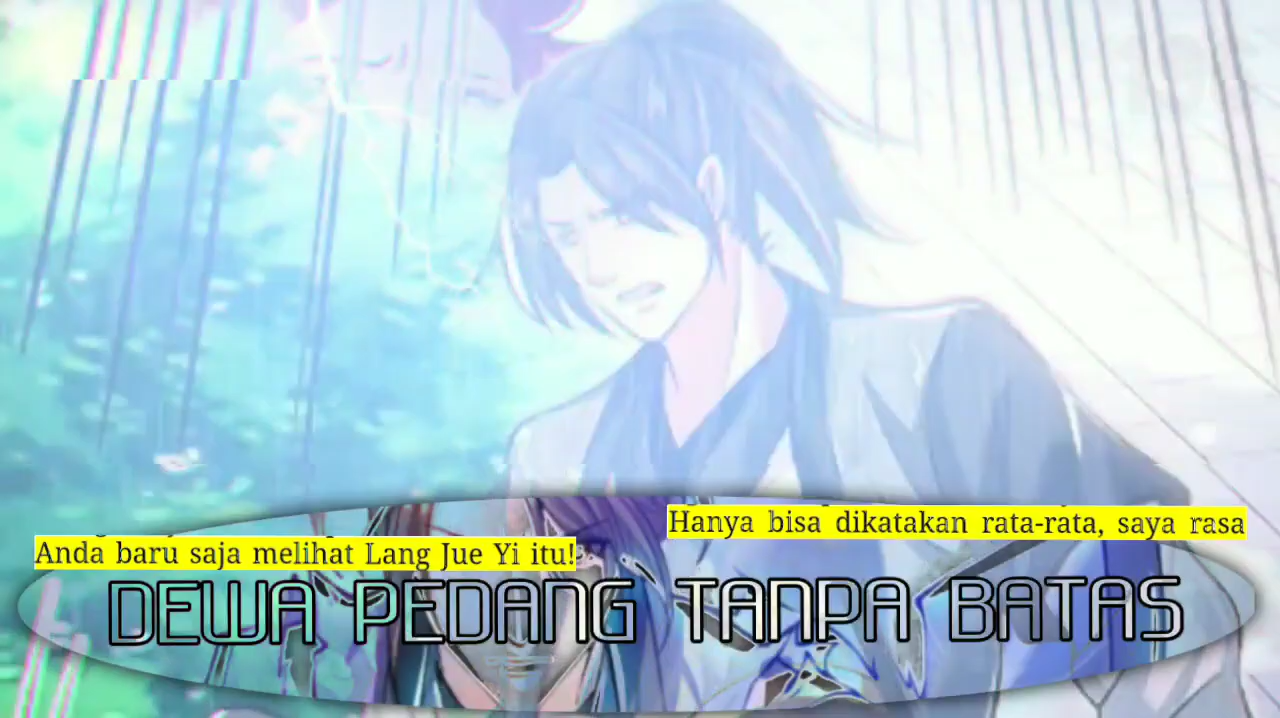 Anda baru saja melihat Lang Jue Yi itu!
Hanya bisa dikatakan rata-rata, saya rasa
DEWA PEDANG TANPA BATAS